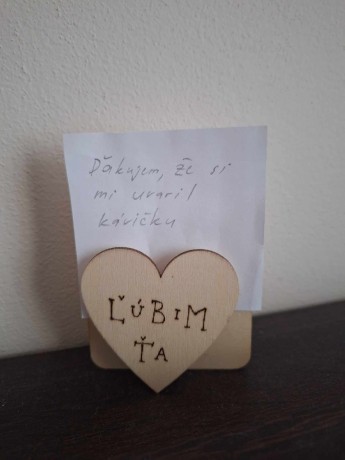 Ďakujem, že si
mi uvaril
kávičku
ĽÚBIM
ŤA